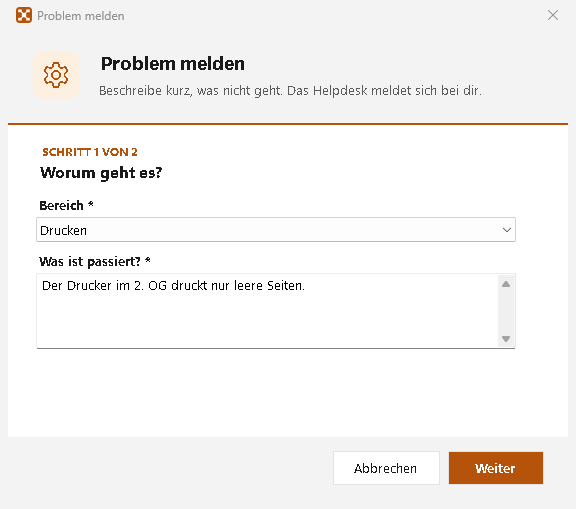 Problem melden
Problem melden
Beschreibe kurz, was nicht geht. Das Helpdesk meldet sich bei dir.
SCHRITT 1 VON 2
Worum geht es?
Bereich *
Drucken
Was ist passiert? *
Der Drucker im 2. OG druckt nur leere Seiten.
Abbrechen
Weiter